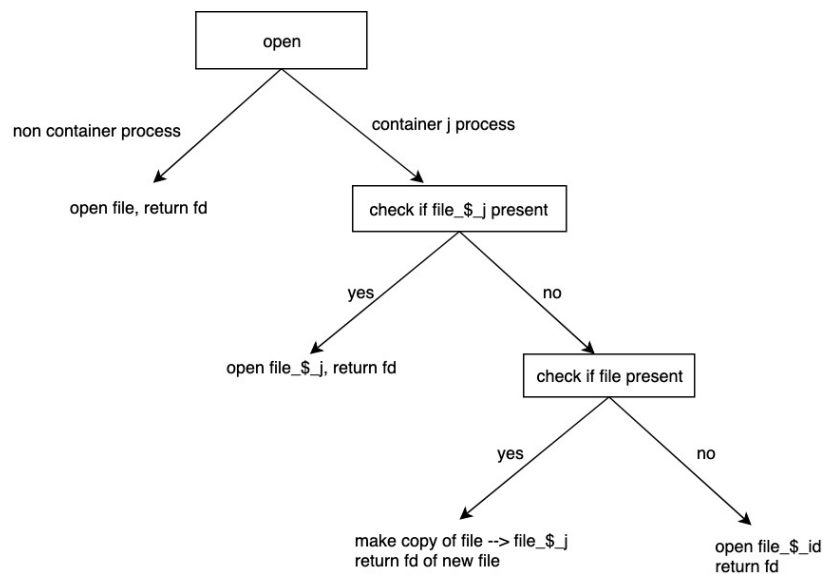 open
non container process
container j process
open file, return fd
check if file_$_j present
yes
no
open file_$_j, return fd
check if file present
yes
no
make copy of file --> file_$_j
return fd of new file
open file_$_id
return fd